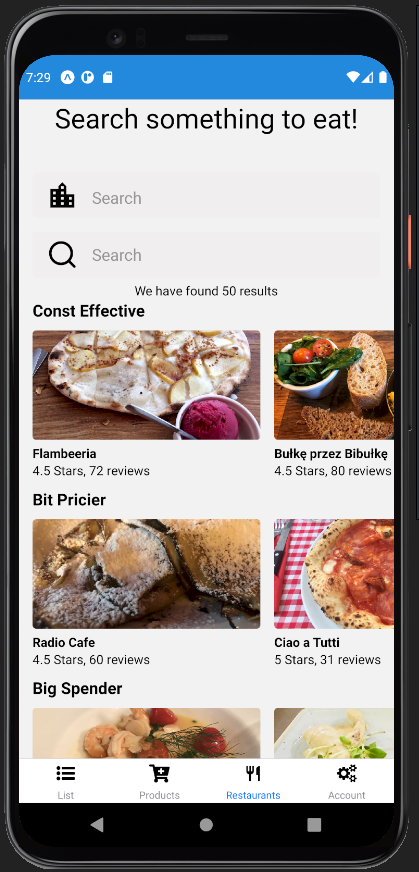 7:29
Search something to eat!
Search
Search
We have found 50 results
Const Effective
Flambeeria
4.5 Stars, 72 reviews
Bułkę przez Bibułkę
4.5 Stars, 80 reviews
Bit Pricier
Radio Cafe
4.5 Stars, 60 reviews
Ciao a Tutti
5 Stars, 31 reviews
Big Spender
List
Products
Restaurants
Account